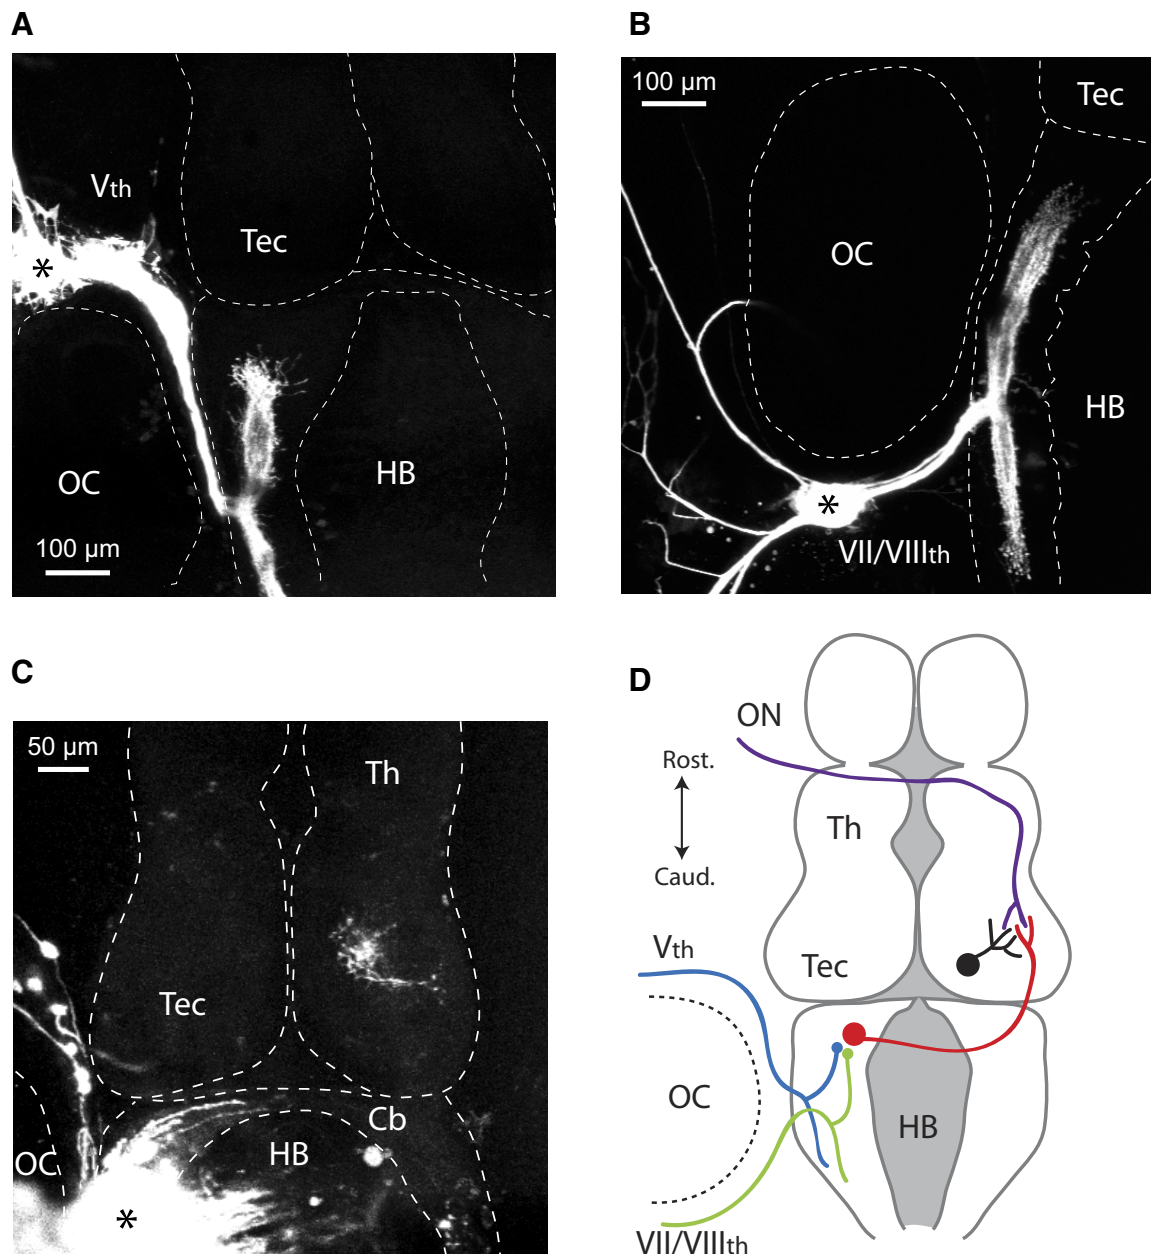 A
Vth
*
Tec
OC
HB
100 µm
B
100 µm
Tec
OC
HB
*
VII/VIIIth
C
50 µm
Th
Tec
Cb
OC
HB
*
D
ON
Rost.
Th
Caud.
Vth
Tec
OC
HB
VII/VIIIth